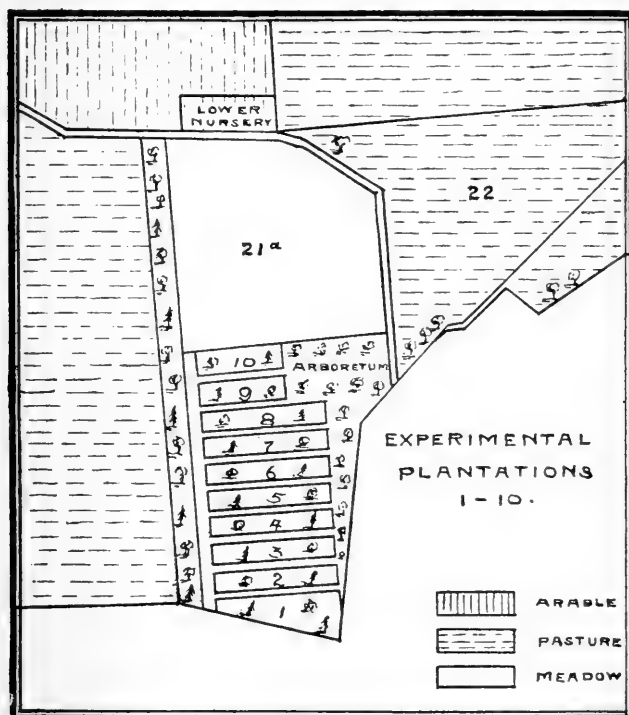 LOWER
NURSERY
22
21a
10
ARBORETUM
9
8
7
6
5
4
3
2
1
EXPERIMENTAL
PLANTATIONS
1-10.
ARABLE
PASTURE
MEADOW